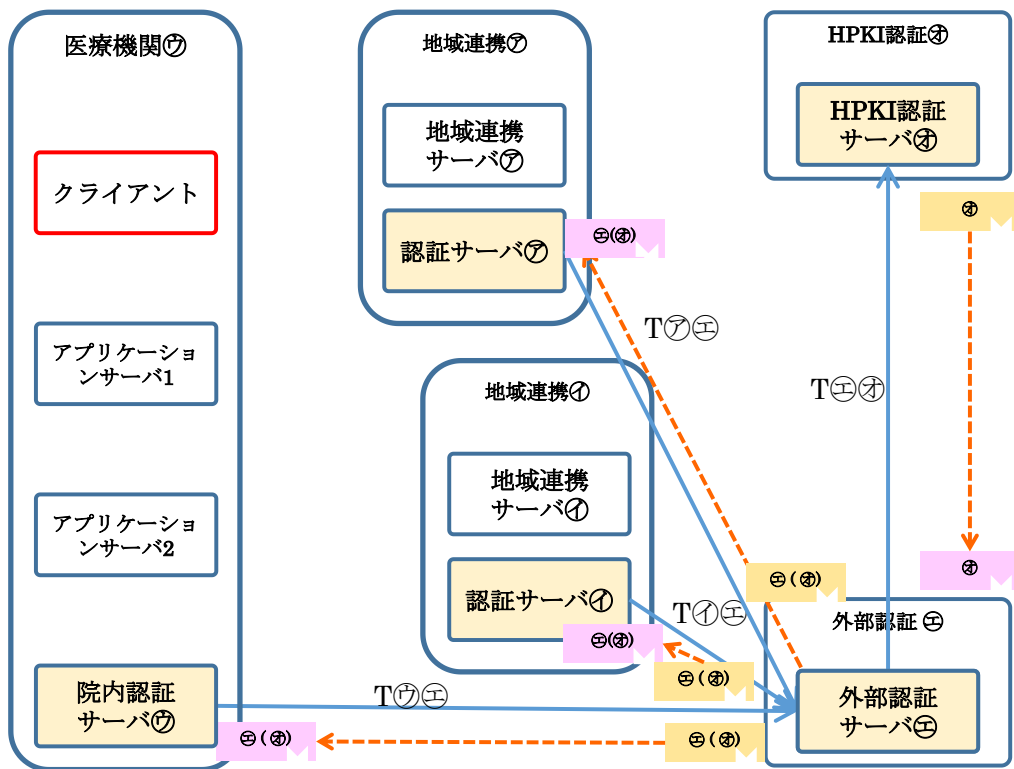 医療機関㋒
クライアント
アプリケーショ
ンサーバ1
アプリケーショ
ンサーバ2
院内認証
サーバ㋒
地域連携㋐
地域連携
サーバ㋐
認証サーバ㋐
㋓(㋔)
T㋐㋓
地域連携㋑
地域連携
サーバ㋑
認証サーバ㋑
㋓(㋔)
T㋑㋓
㋓(㋔)
㋓(㋔)
T㋒㋓
㋓(㋔)
㋓(㋔)
HPKI認証㋔
HPKI認証
サーバ㋔
㋔
T㋓㋔
㋔
外部認証 ㋓
外部認証
サーバ㋓